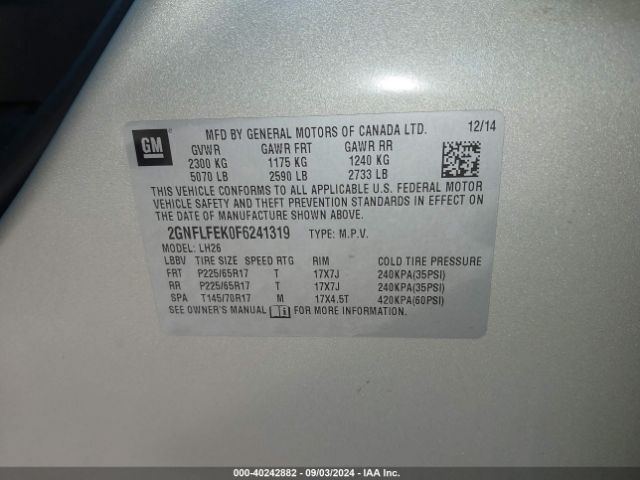 GM ® MFD BY GENERAL MOTORS OF CANADA LTD. 12/14
GVWR GAWR FRT GAWR RR
2300 KG 1175 KG 1240 KG
5070 LB 2590 LB 2733 LB
THIS VEHICLE CONFORMS TO ALL APPLICABLE U.S. FEDERAL MOTOR
VEHICLE SAFETY AND THEFT PREVENTION STANDARDS IN EFFECT ON
THE DATE OF MANUFACTURE SHOWN ABOVE.
2GNFLFEK0F6241319 TYPE: M.P.V.
MODEL: LH26
LBBV TIRE SIZE SPEED RTG RIM COLD TIRE PRESSURE
FRT P225/65R17 T 17X7J 240KPA(35PSI)
RR P225/65R17 T 17X7J 240KPA(35PSI)
SPA T145/70R17 M 17X4.5T 420KPA(60PSI)
SEE OWNER'S MANUAL i FOR MORE INFORMATION.
000-40242882 - 09/03/2024 - IAAI.com